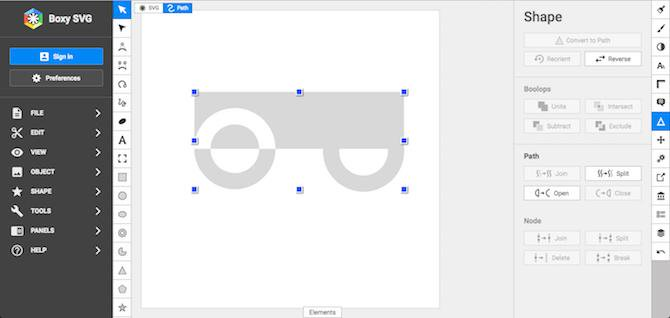 Boxy SVG
Sign In
Preferences
FILE
EDIT
VIEW
OBJECT
SHAPE
TOOLS
PANELS
HELP
A
SVG
Path
Elements
Shape
Convert to Path
Reorient
Reverse
Boolops
Unite
Intersect
Subtract
Exclude
Path
Join
Split
Open
Close
Node
Join
Split
Delete
Break